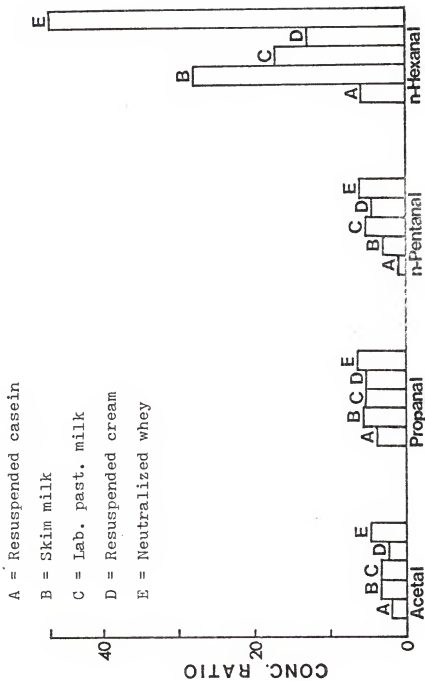 A = Resuspended casein
B = Skim milk
C = Lab. past. milk
D = Resuspended cream
E = Neutralized whey
CONC. RATIO
40
20
0
A B C D E
Acetal
A B C D E
Propanal
A B C D E
n-Pentanal
A B C D E
n-Hexanal